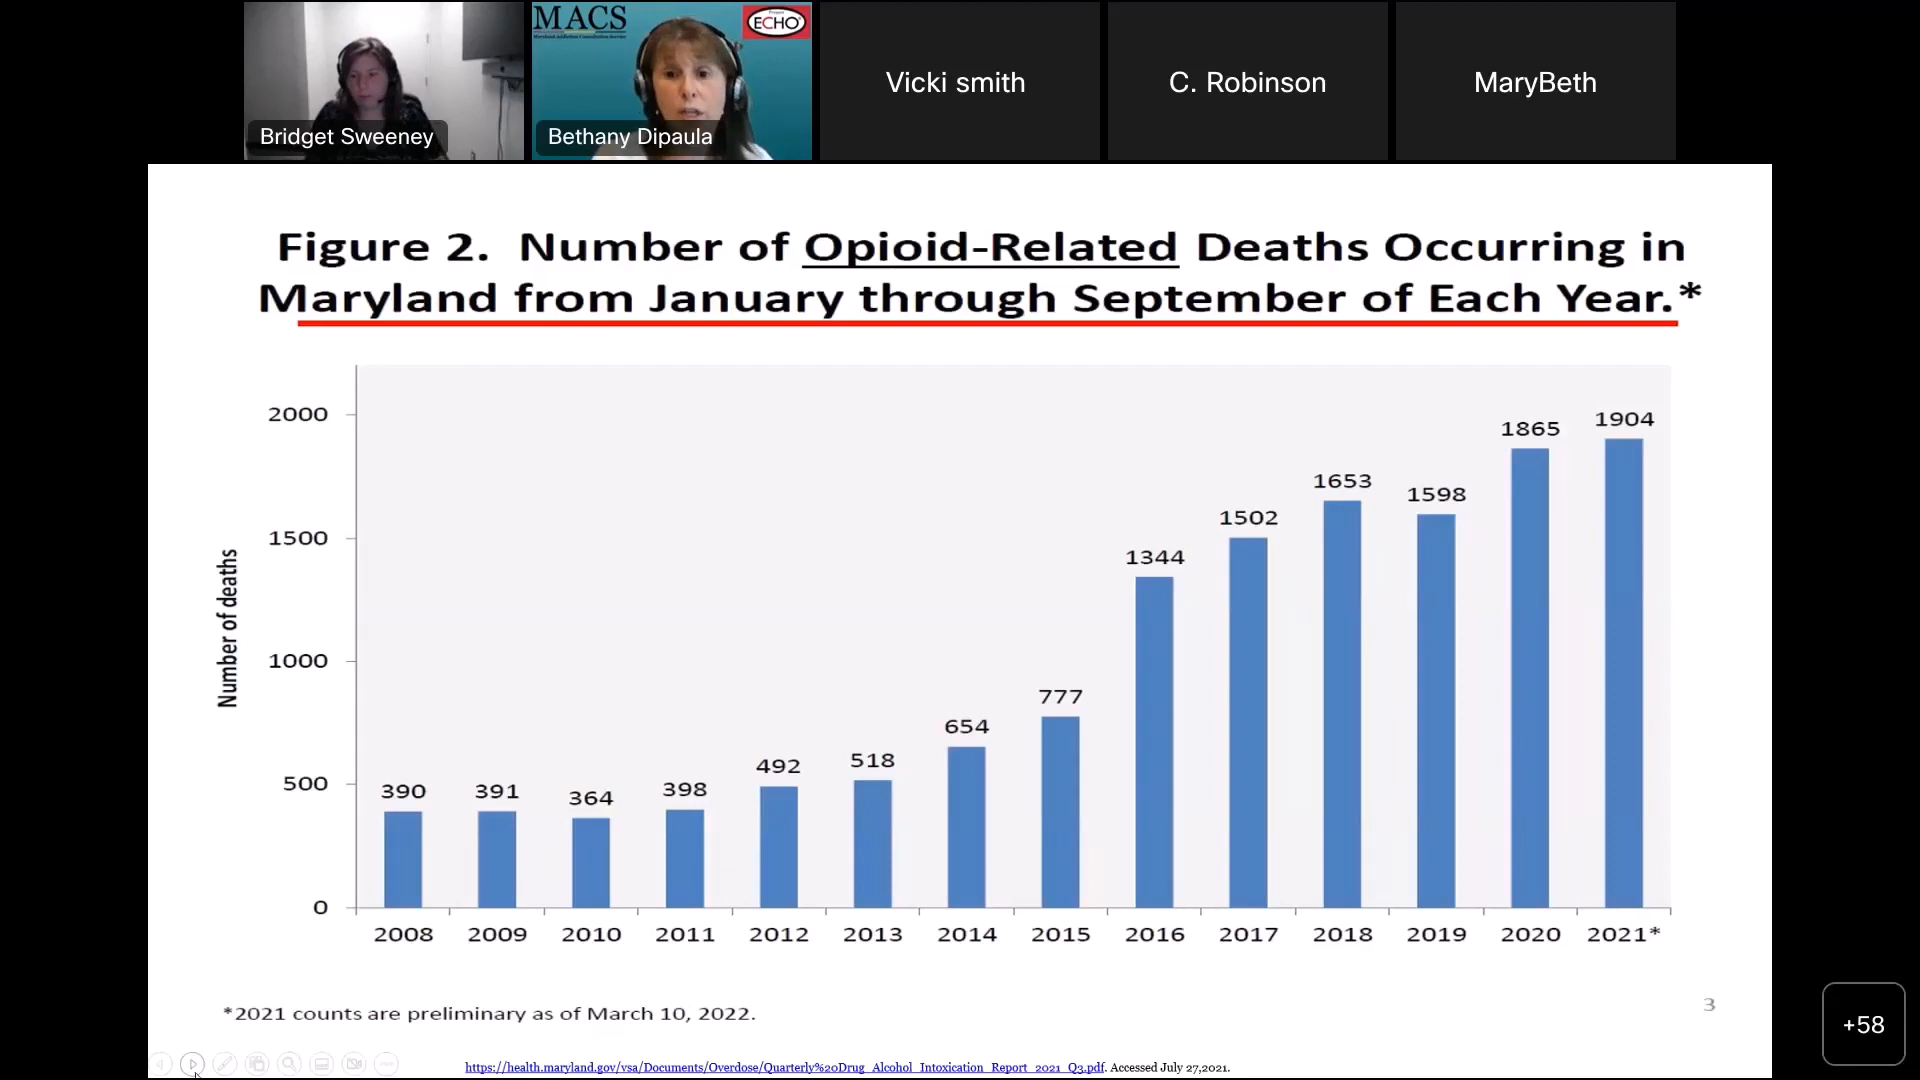 MACS
Maryland Addiction Consultation Service
ECHO
Bridget Sweeney
Bethany Dipaula
Vicki smith
C. Robinson
MaryBeth
Figure 2. Number of Opioid-Related Deaths Occurring in
Maryland from January through September of Each Year.*
Number of deaths
2000
1500
1000
500
0
390
391
364
398
492
518
654
777
1344
1502
1653
1598
1865
1904
2008
2009
2010
2011
2012
2013
2014
2015
2016
2017
2018
2019
2020
2021*
*2021 counts are preliminary as of March 10, 2022.
3
https://health.maryland.gov/vsa/Documents/Overdose/Quarterly%20Drug_Alcohol_Intoxication_Report_2021_Q3.pdf. Accessed July 27,2021.
+58